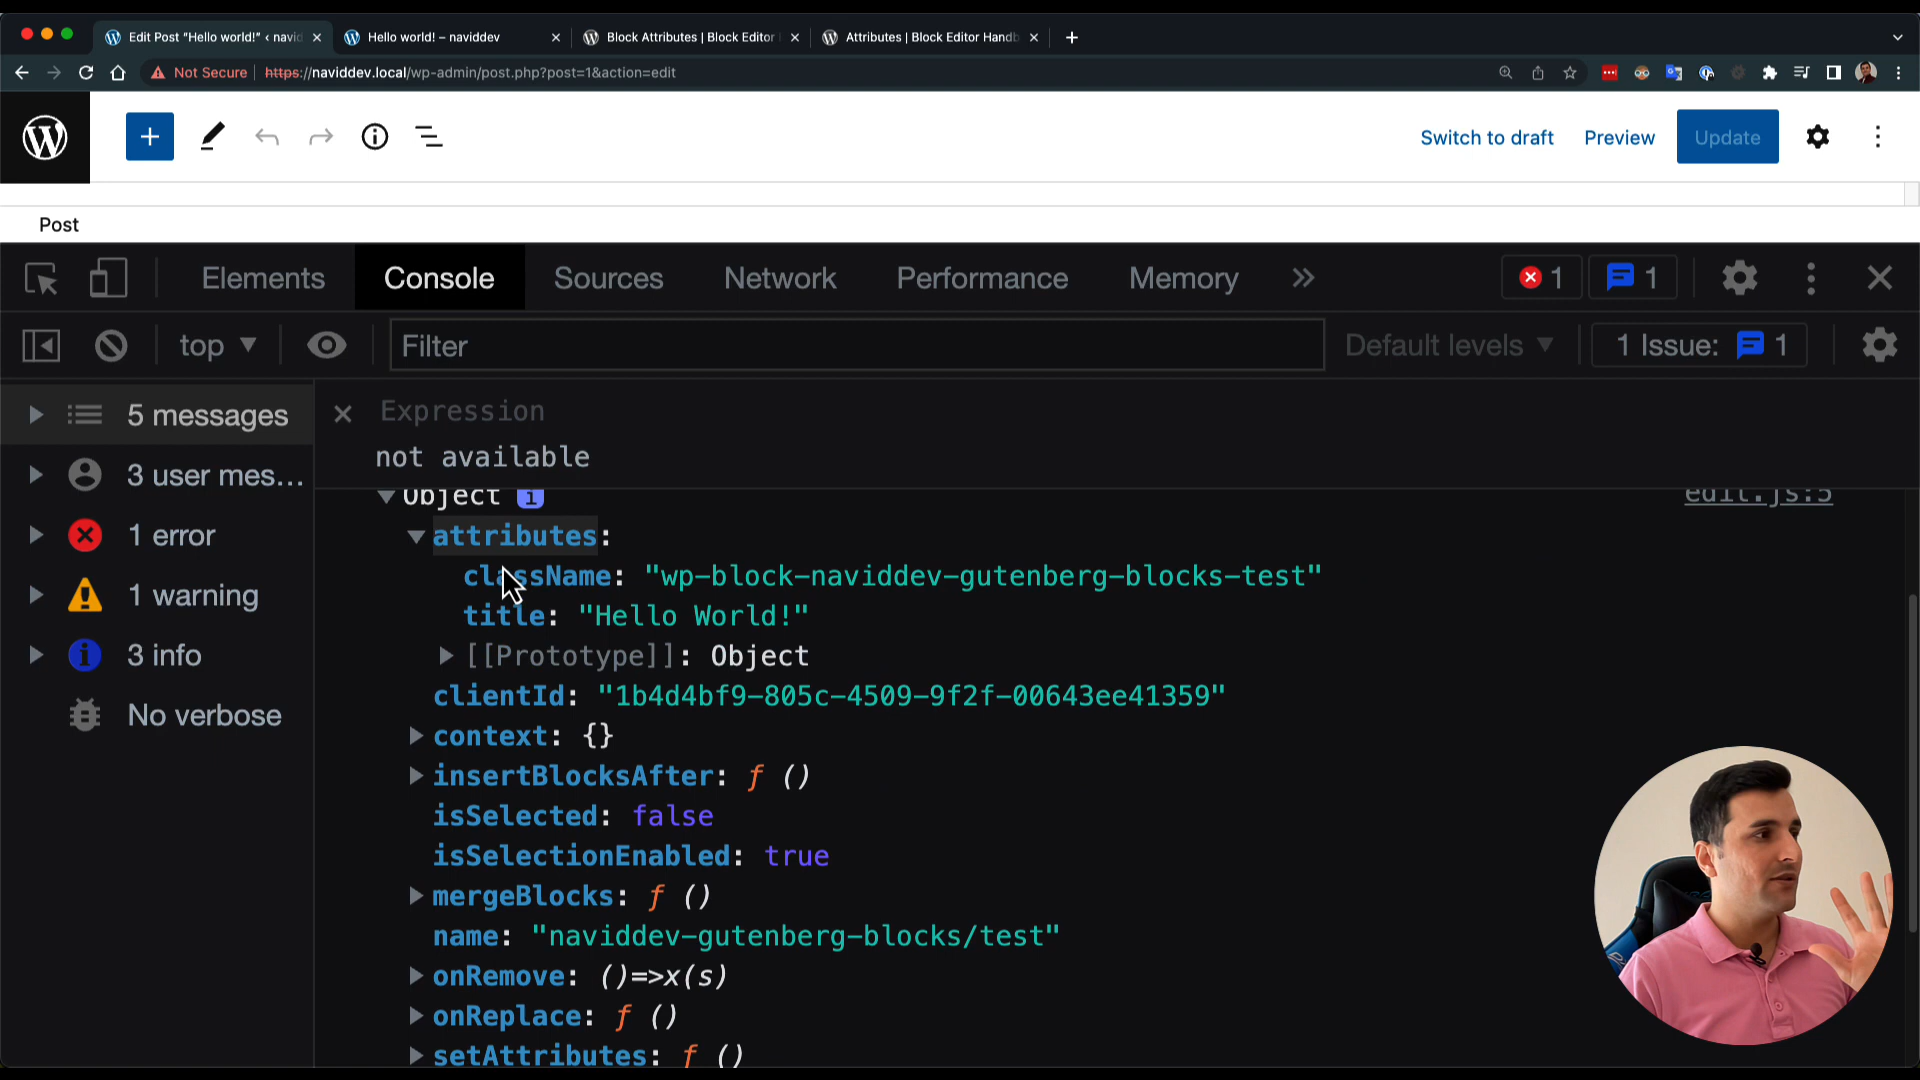 Edit Post "Hello world!" ‹ navid
Hello world! – naviddev
Block Attributes | Block Editor
Attributes | Block Editor Handb
Not Secure
https://naviddev.local/wp-admin/post.php?post=1&action=edit
Switch to draft
Preview
Update
Post
Elements
Console
Sources
Network
Performance
Memory
1
1
top
Filter
Default levels
1 Issue: 1
5 messages
3 user mes...
1 error
1 warning
3 info
No verbose
Expression
not available
Object i
edit.js:5
attributes:
className: "wp-block-naviddev-gutenberg-blocks-test"
title: "Hello World!"
[[Prototype]]: Object
clientId: "1b4d4bf9-805c-4509-9f2f-00643ee41359"
context: {}
insertBlocksAfter: ƒ ()
isSelected: false
isSelectionEnabled: true
mergeBlocks: ƒ ()
name: "naviddev-gutenberg-blocks/test"
onRemove: ()=>x(s)
onReplace: ƒ ()
setAttributes: ƒ ()